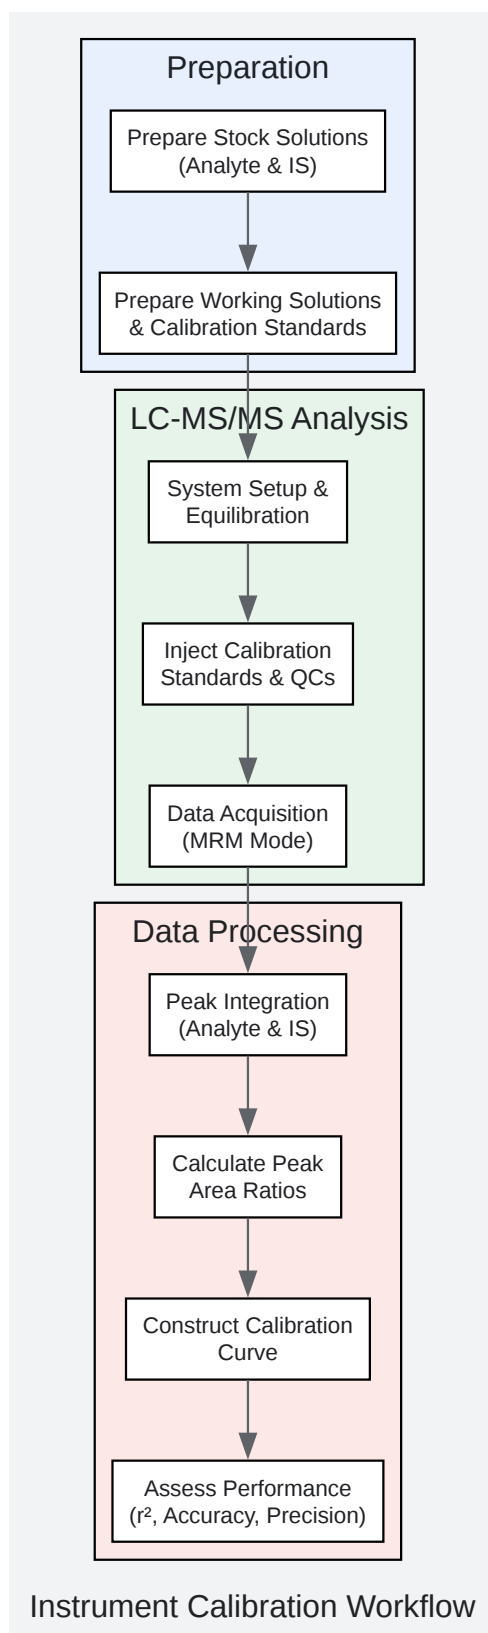 Preparation
Prepare Stock Solutions
(Analyte & IS)
Prepare Working Solutions
& Calibration Standards
LC-MS/MS Analysis
System Setup &
Equilibration
Inject Calibration
Standards & QCs
Data Acquisition
(MRM Mode)
Data Processing
Peak Integration
(Analyte & IS)
Calculate Peak
Area Ratios
Construct Calibration
Curve
Assess Performance
(r², Accuracy, Precision)
Instrument Calibration Workflow